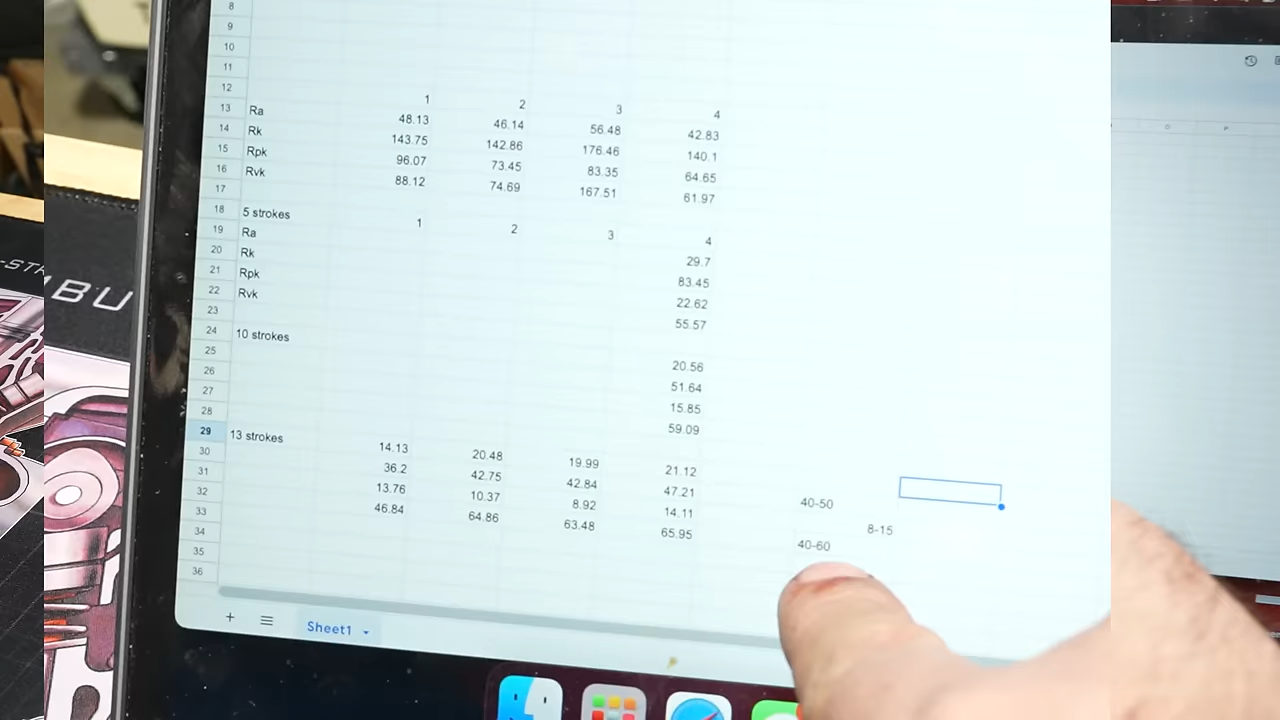 8
9
10
11
12
1 2 3 4
13 Ra 48.13 46.14 56.48 42.83
14 Rk 143.75 142.86 176.46 140.1
15 Rpk 96.07 73.45 83.35 64.65
16 Rvk 88.12 74.69 167.51 61.97
17
18 5 strokes 1 2 3 4
19 Ra 29.7
20 Rk 83.45
21 Rpk 22.62
22 Rvk 55.57
23
24 10 strokes 20.56
25 51.64
26 15.85
27 59.09
28
29 13 strokes 14.13 20.48 19.99 21.12
30 36.2 42.75 42.84 47.21 40-50
31 13.76 10.37 8.92 14.11 8-15
32 46.84 64.86 63.48 65.95 40-60
33
34
35
36
+ Sheet1
-STR
ABU